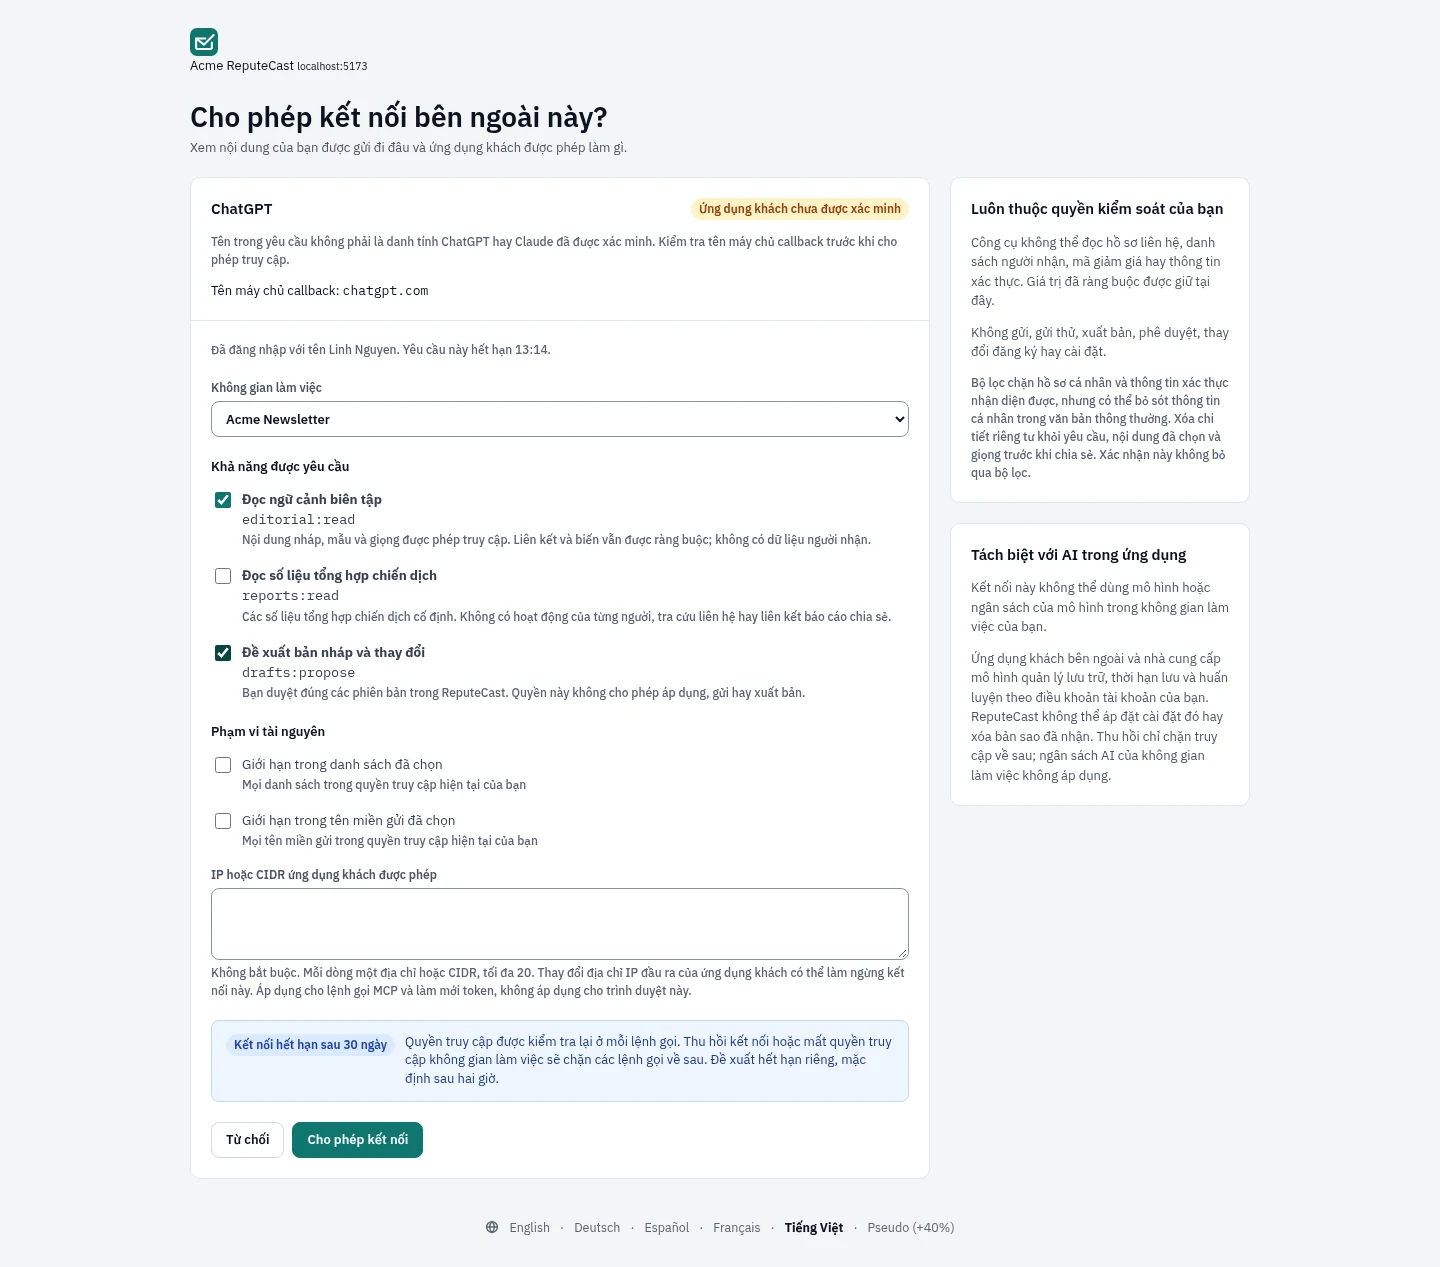 Acme ReputeCast localhost:5173
Cho phép kết nối bên ngoài này?
Xem nội dung của bạn được gửi đi đâu và ứng dụng khách được phép làm gì.
ChatGPT
Ứng dụng khách chưa được xác minh
Tên trong yêu cầu không phải là danh tính ChatGPT hay Claude đã được xác minh. Kiểm tra tên máy chủ callback trước khi cho
phép truy cập.
Tên máy chủ callback: chatgpt.com
Đã đăng nhập với tên Linh Nguyen. Yêu cầu này hết hạn 13:14.
Không gian làm việc
Acme Newsletter
Khả năng được yêu cầu
Đọc ngữ cảnh biên tập
editorial:read
Nội dung nháp, mẫu và giọng được phép truy cập. Liên kết và biến vẫn được ràng buộc; không có dữ liệu người nhận.
Đọc số liệu tổng hợp chiến dịch
reports:read
Các số liệu tổng hợp chiến dịch cố định. Không có hoạt động của từng người, tra cứu liên hệ hay liên kết báo cáo chia sẻ.
Đề xuất bản nháp và thay đổi
drafts:propose
Bạn duyệt đúng các phiên bản trong ReputeCast. Quyền này không cho phép áp dụng, gửi hay xuất bản.
Phạm vi tài nguyên
Giới hạn trong danh sách đã chọn
Mọi danh sách trong quyền truy cập hiện tại của bạn
Giới hạn trong tên miền gửi đã chọn
Mọi tên miền gửi trong quyền truy cập hiện tại của bạn
IP hoặc CIDR ứng dụng khách được phép
Không bắt buộc. Mỗi dòng một địa chỉ hoặc CIDR, tối đa 20. Thay đổi địa chỉ IP đầu ra của ứng dụng khách có thể làm ngừng kết
nối này. Áp dụng cho lệnh gọi MCP và làm mới token, không áp dụng cho trình duyệt này.
Kết nối hết hạn sau 30 ngày
Quyền truy cập được kiểm tra lại ở mỗi lệnh gọi. Thu hồi kết nối hoặc mất quyền truy
cập không gian làm việc sẽ chặn các lệnh gọi về sau. Đề xuất hết hạn riêng, mặc
định sau hai giờ.
Từ chối
Cho phép kết nối
Luôn thuộc quyền kiểm soát của bạn
Công cụ không thể đọc hồ sơ liên hệ, danh
sách người nhận, mã giảm giá hay thông tin
xác thực. Giá trị đã ràng buộc được giữ tại
đây.
Không gửi, gửi thử, xuất bản, phê duyệt, thay
đổi đăng ký hay cài đặt.
Bộ lọc chặn hồ sơ cá nhân và thông tin xác thực
nhận diện được, nhưng có thể bỏ sót thông tin
cá nhân trong văn bản thông thường. Xóa chi
tiết riêng tư khỏi yêu cầu, nội dung đã chọn và
giọng trước khi chia sẻ. Xác nhận này không bỏ
qua bộ lọc.
Tách biệt với AI trong ứng dụng
Kết nối này không thể dùng mô hình hoặc
ngân sách của mô hình trong không gian làm
việc của bạn.
Ứng dụng khách bên ngoài và nhà cung cấp
mô hình quản lý lưu trữ, thời hạn lưu và huấn
luyện theo điều khoản tài khoản của bạn.
ReputeCast không thể áp đặt cài đặt đó hay
xóa bản sao đã nhận. Thu hồi chỉ chặn truy
cập về sau; ngân sách AI của không gian
làm việc không áp dụng.
English · Deutsch · Español · Français · Tiếng Việt · Pseudo (+40%)